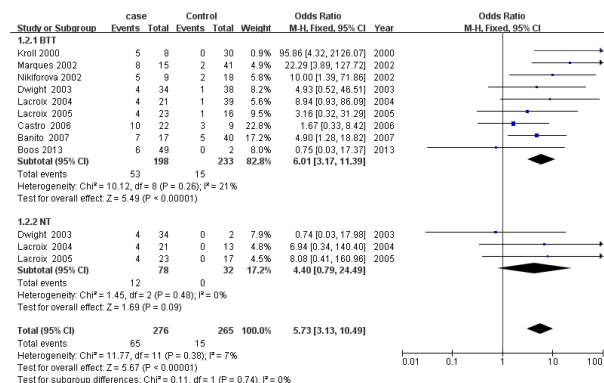 case Control Odds Ratio Odds Ratio
Study or Subgroup Events Total Events Total Weight M-H, Fixed, 95% CI Year M-H, Fixed, 95% CI
1.2.1 BTT
Kroll 2000 5 8 0 30 0.9% 95.86 [4.32, 2126.07] 2000
Marques 2002 8 15 2 41 4.9% 22.29 [3.89, 127.72] 2002
Nikiforova 2002 5 9 2 18 4.9% 10.00 [1.39, 71.86] 2002
Dwight 2003 4 34 1 38 4.9% 4.93 [0.52, 46.51] 2003
Lacroix 2004 4 21 1 39 4.1% 8.94 [0.93, 86.09] 2004
Lacroix 2005 4 23 1 16 5.6% 3.16 [0.32, 31.29] 2005
Castro 2006 10 22 3 9 22.9% 1.67 [0.33, 8.42] 2006
Banito 2007 7 17 5 40 17.9% 4.90 [1.28, 18.82] 2007
Boos 2013 6 49 0 2 16.7% 0.75 [0.03, 17.37] 2013
Subtotal (95% CI) 198 233 82.8% 6.01 [3.17, 11.39]
Total events 53 15
Heterogeneity: Chi² = 10.12, df = 8 (P = 0.26); I² = 21%
Test for overall effect: Z = 5.49 (P < 0.00001)
1.2.2 NT
Dwight 2003 4 34 0 2 9.8% 0.74 [0.03, 17.98] 2003
Lacroix 2004 4 21 0 13 4.0% 6.94 [0.34, 140.40] 2004
Lacroix 2005 4 23 0 17 3.4% 8.08 [0.41, 160.96] 2005
Subtotal (95% CI) 78 32 17.2% 4.40 [0.79, 24.49]
Total events 12 0
Heterogeneity: Chi² = 1.45, df = 2 (P = 0.48); I² = 0%
Test for overall effect: Z = 1.69 (P = 0.09)
Total (95% CI) 276 265 100.0% 5.73 [3.13, 10.49]
Total events 65 15
Heterogeneity: Chi² = 11.77, df = 11 (P = 0.38); I² = 7%
Test for overall effect: Z = 5.67 (P < 0.00001)
Test for subgroup differences: Chi² = 0.11, df = 1 (P = 0.74), I² = 0%
0.01 0.1 1 10 100